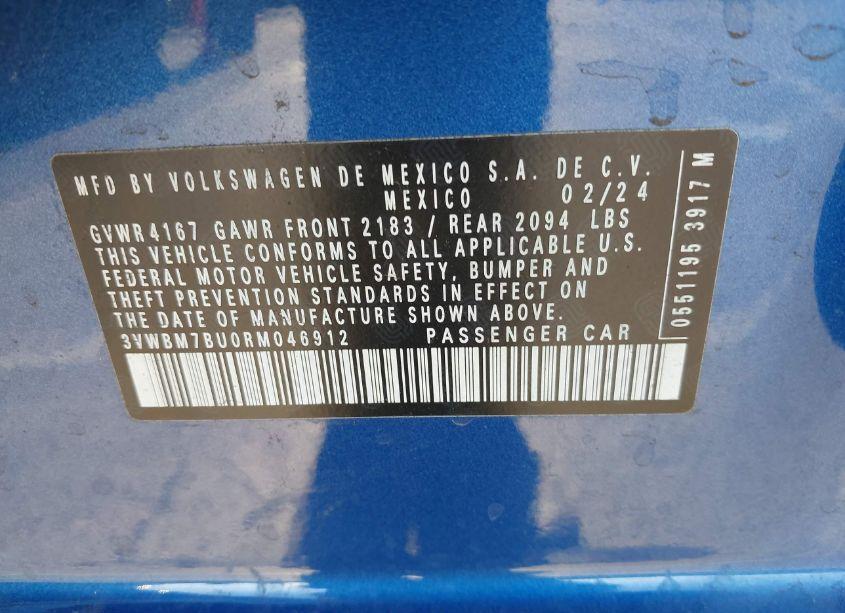 MFD BY VOLKSWAGEN DE MEXICO S.A. DE C.V.
MEXICO 02/24
GVWR 4167 GAWR FRONT 2183 / REAR 2094 LBS
THIS VEHICLE CONFORMS TO ALL APPLICABLE U.S.
FEDERAL MOTOR VEHICLE SAFETY, BUMPER AND
THEFT PREVENTION STANDARDS IN EFFECT ON
THE DATE OF MANUFACTURE SHOWN ABOVE.
3VWBM7BU0RM046912 PASSENGER CAR
0551195 3917 M